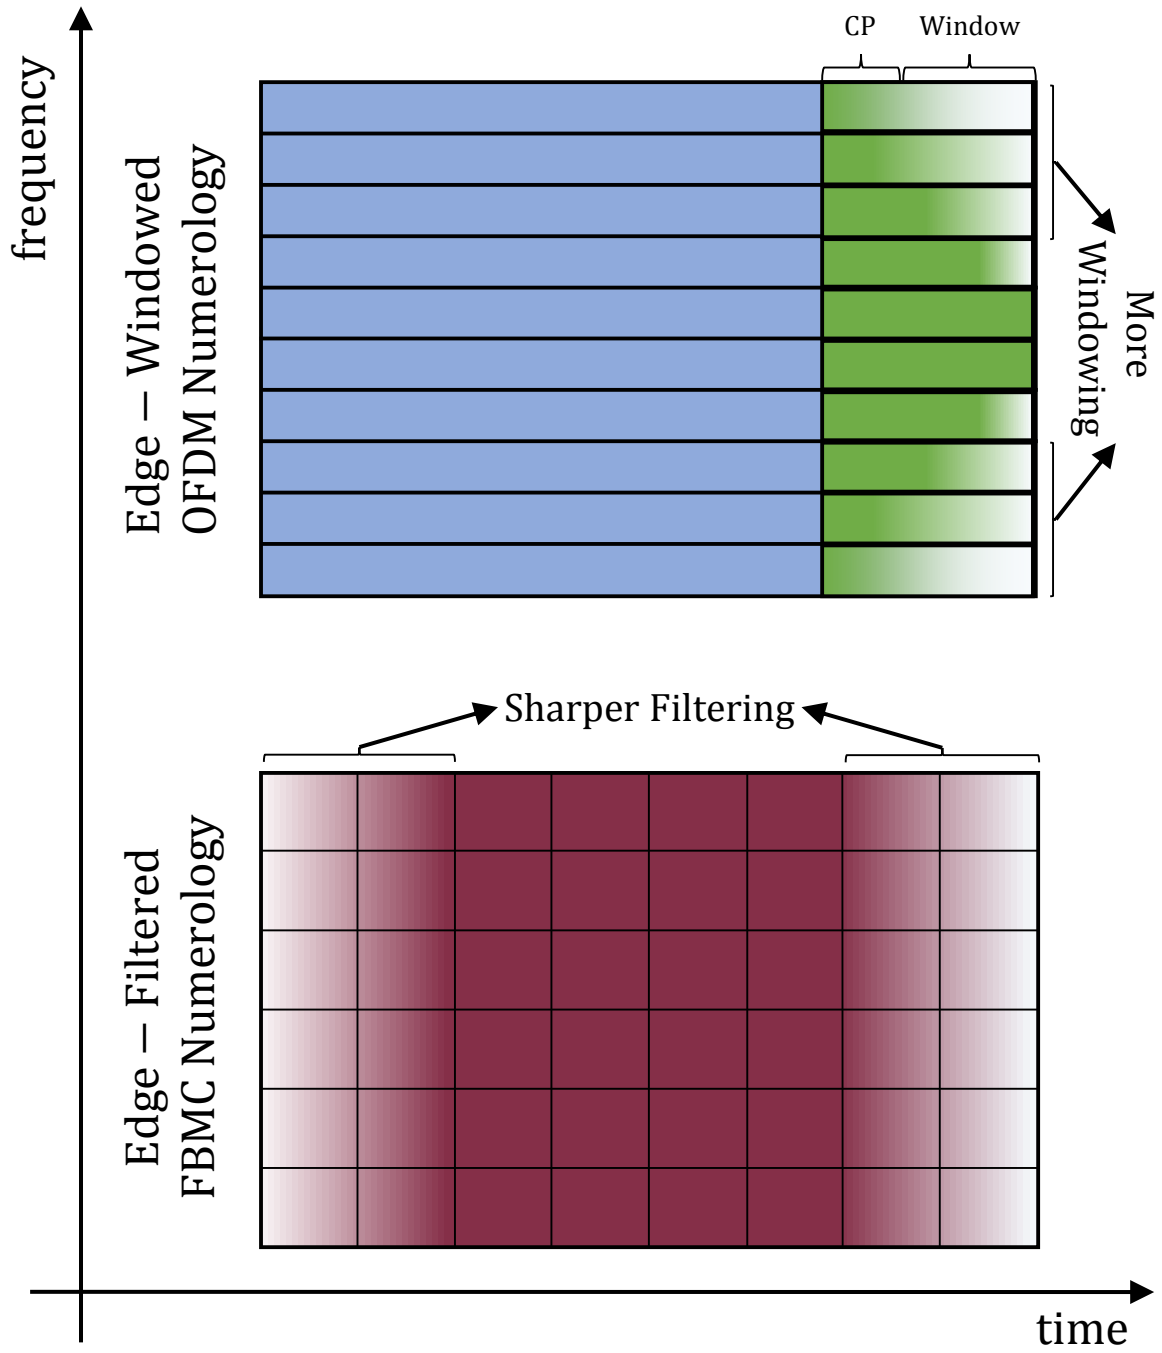 CP Window
frequency
Edge – Windowed
OFDM Numerology
More
Windowing
Sharper Filtering
Edge – Filtered
FBMC Numerology
time